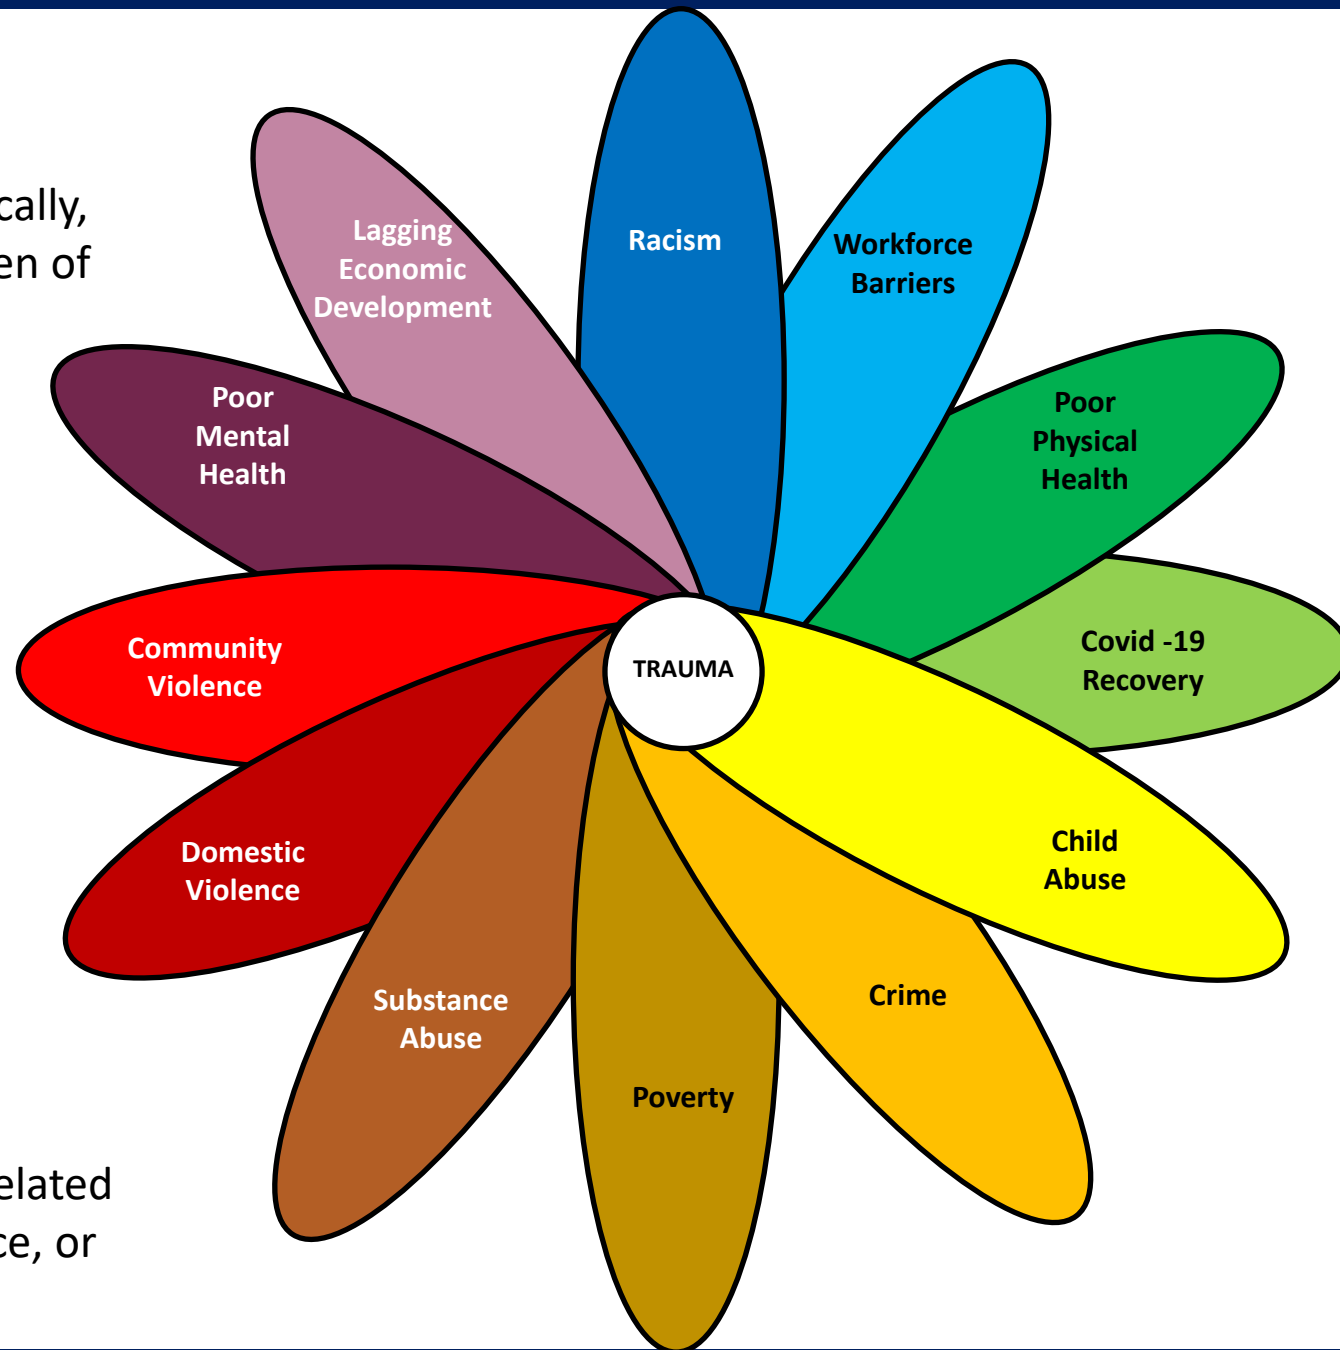 cally,
en of
elated
ce, or
Racism
Workforce
Barriers
Poor
Physical
Health
Covid -19
Recovery
Child
Abuse
Crime
Poverty
Substance
Abuse
Domestic
Violence
Community
Violence
Poor
Mental
Health
Lagging
Economic
Development
TRAUMA